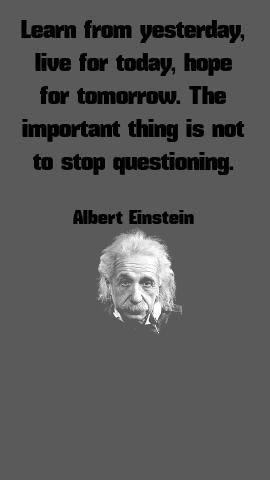 Learn from yesterday,
live for today, hope
for tomorrow. The
important thing is not
to stop questioning.
Albert Einstein